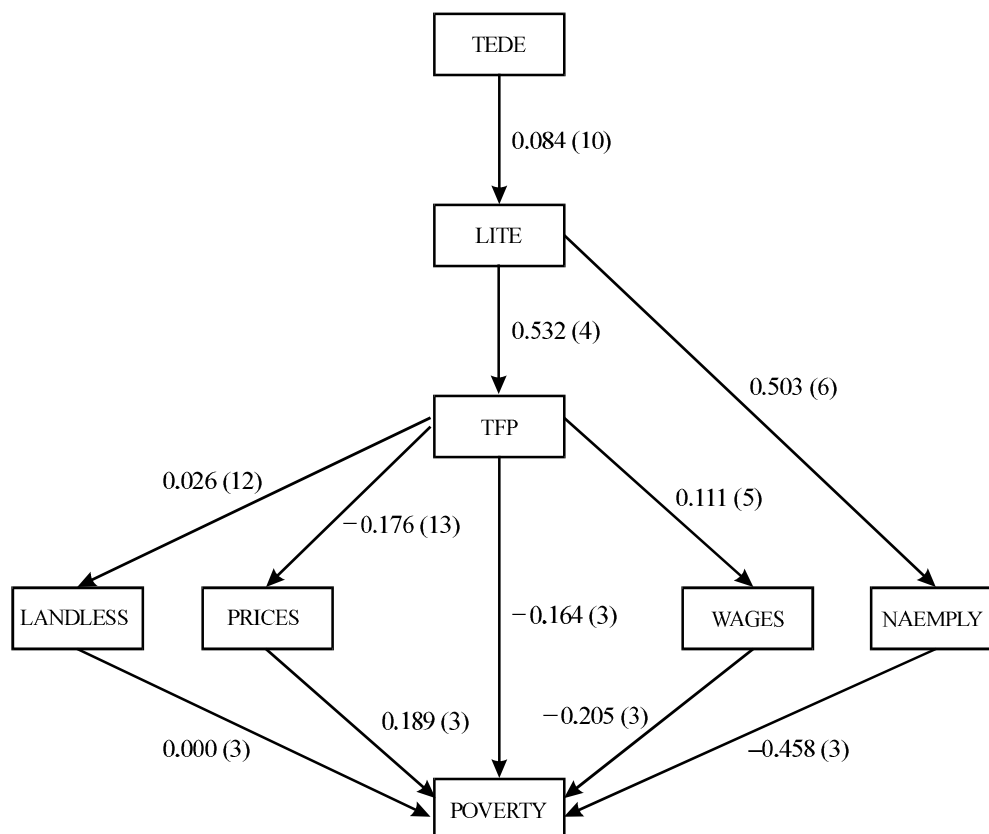 TEDE
0.084 (10)
LITE
0.532 (4)
0.503 (6)
TFP
0.026 (12)
−0.176 (13)
0.111 (5)
LANDLESS
PRICES
−0.164 (3)
WAGES
NAEMPLY
0.000 (3)
0.189 (3)
−0.205 (3)
–0.458 (3)
POVERTY